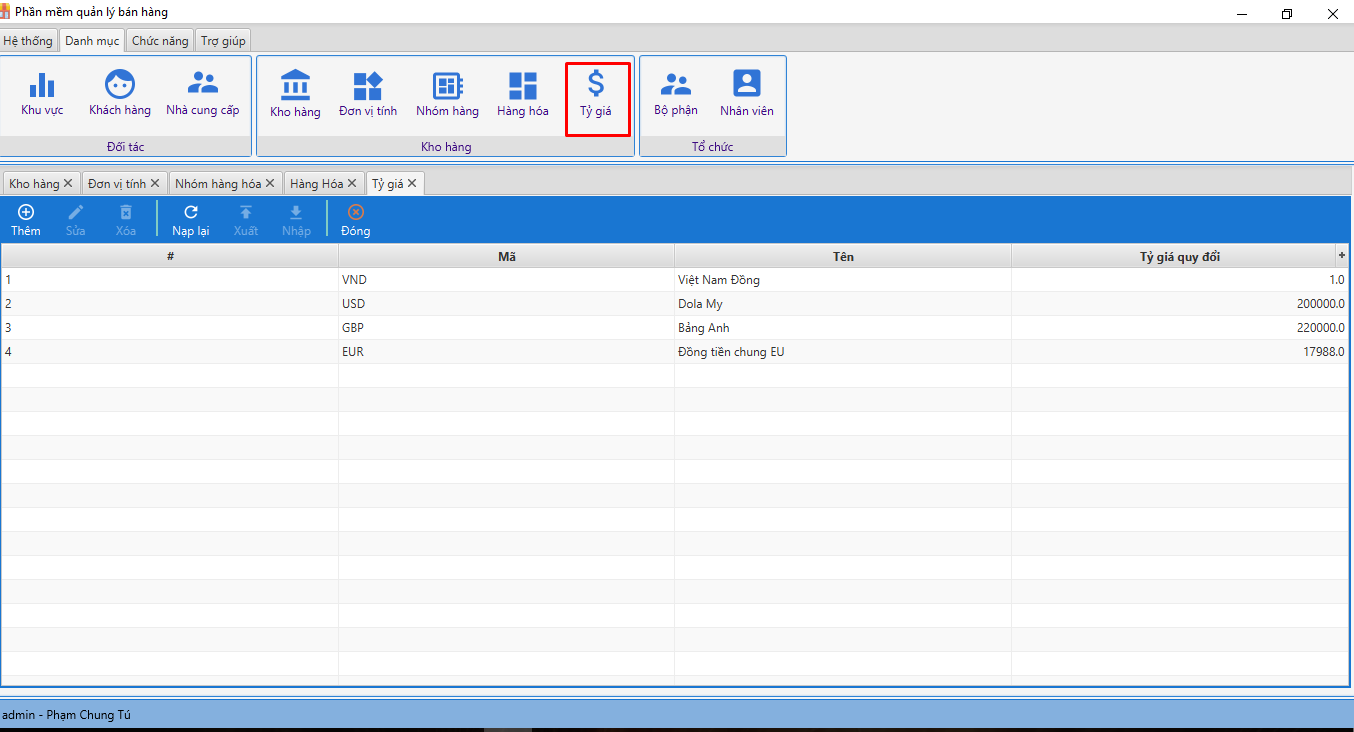 Phần mềm quản lý bán hàng
Hệ thống Danh mục Chức năng Trợ giúp
Khu vực Khách hàng Nhà cung cấp Kho hàng Đơn vị tính Nhóm hàng Hàng hóa Tỷ giá Bộ phận Nhân viên
Đối tác Kho hàng Tổ chức
Kho hàng Đơn vị tính Nhóm hàng hóa Hàng Hóa Tỷ giá
Thêm Sửa Xóa Nạp lại Xuất Nhập Đóng
# Mã Tên Tỷ giá quy đổi +
1 VND Việt Nam Đồng 1.0
2 USD Dola My 200000.0
3 GBP Bảng Anh 220000.0
4 EUR Đồng tiền chung EU 17988.0
admin - Phạm Chung Tú